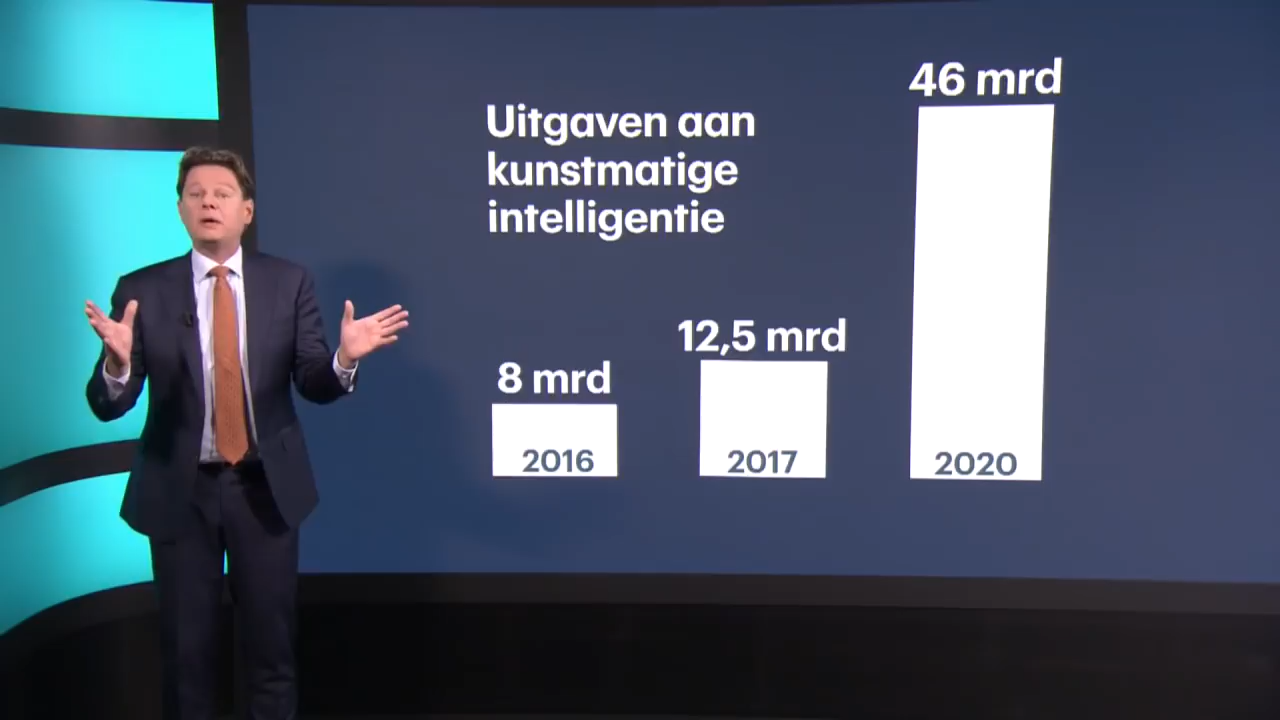 Uitgaven aan
kunstmatige
intelligentie
8 mrd
12,5 mrd
46 mrd
2016
2017
2020